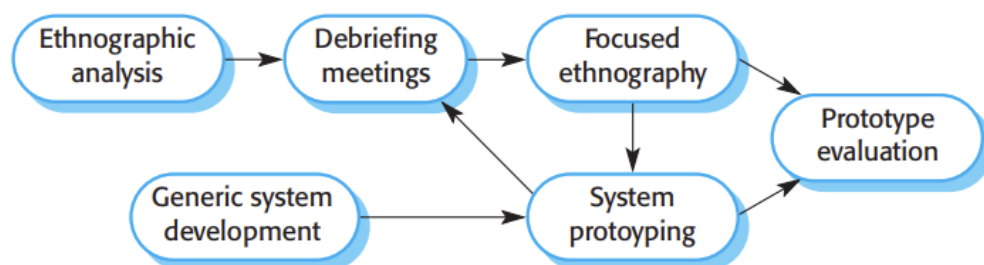 Ethnographic
analysis
Debriefing
meetings
Focused
ethnography
Prototype
evaluation
Generic system
development
System
protoyping